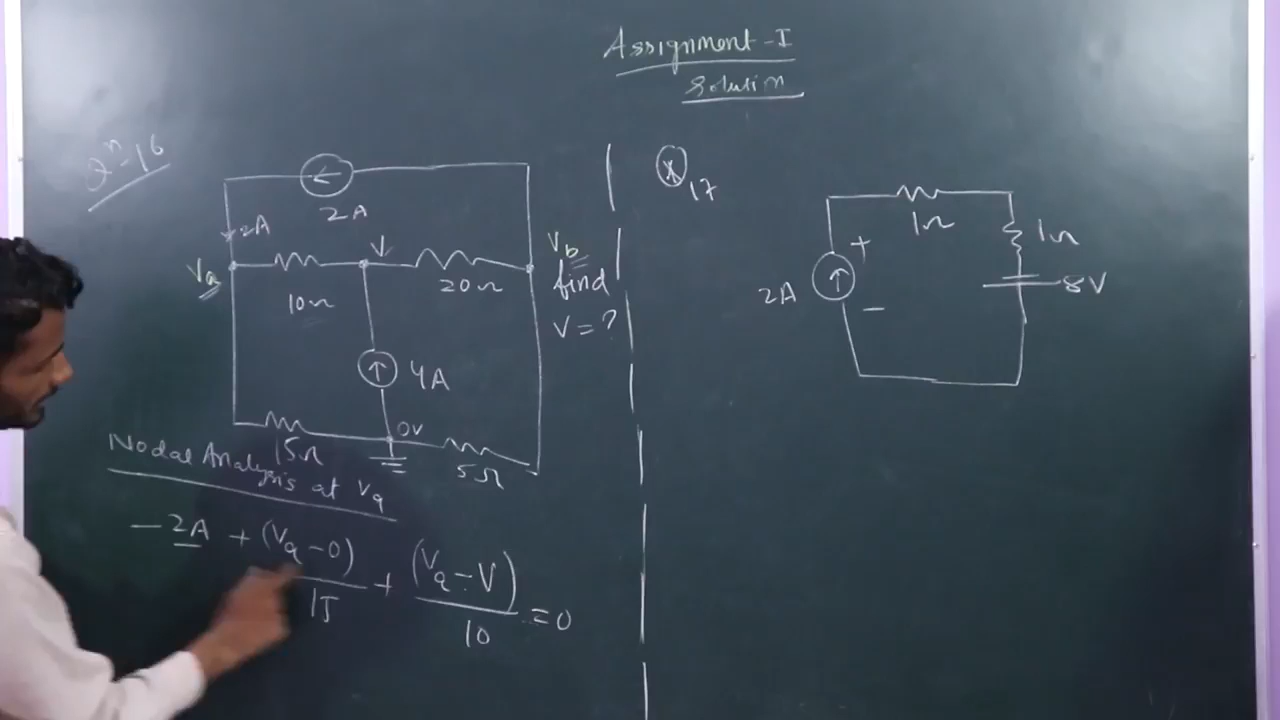 Assignment-I
Solution
Qn-16
2A
2A
Va
V
Vb
10Ω
20Ω
find
V = ?
4A
0V
15Ω
5Ω
Nodal Analysis at Va
-2A + (Va-0)/15 + (Va-V)/10 = 0
17
1Ω
1Ω
2A
+
-
8V